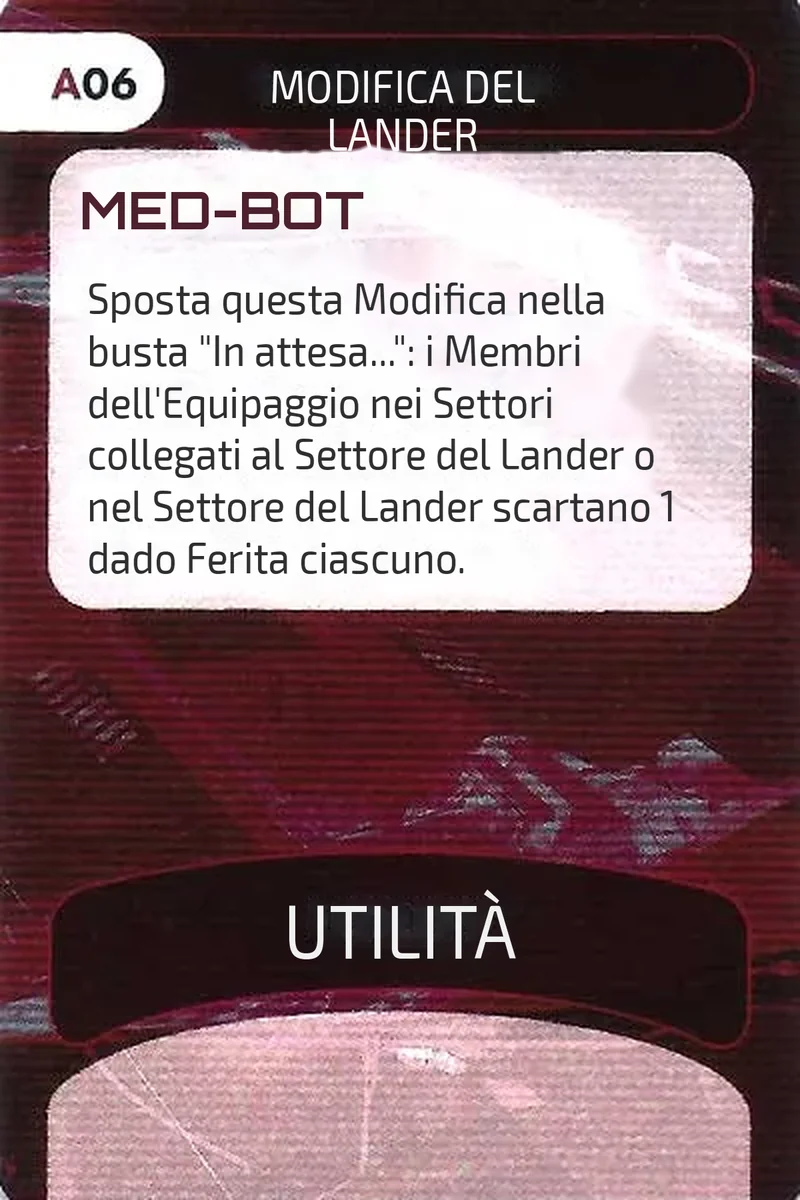 A06
MODIFICA DEL
LANDER
MED-BOT
Sposta questa Modifica nella
busta "In attesa...": i Membri
dell'Equipaggio nei Settori
collegati al Settore del Lander o
nel Settore del Lander scartano 1
dado Ferita ciascuno.
UTILITÀ